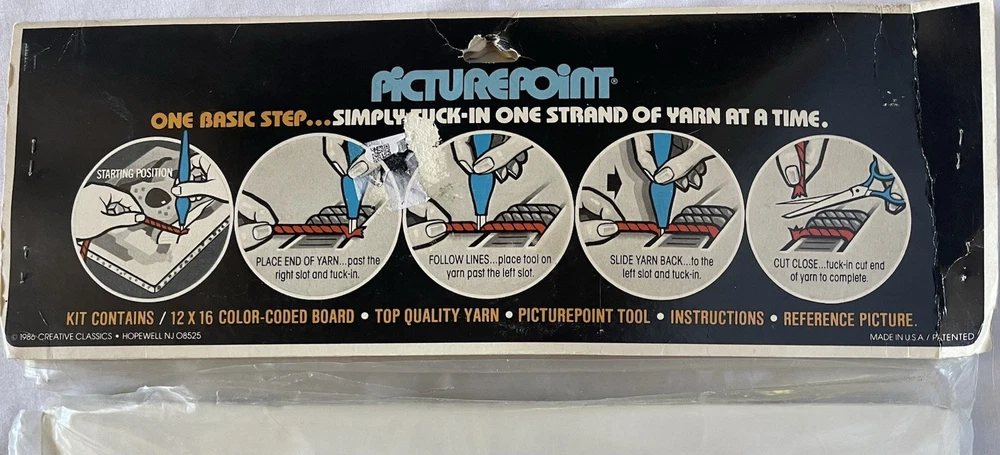 PICTUREPOINT®
ONE BASIC STEP...SIMPLY TUCK-IN ONE STRAND OF YARN AT A TIME.
STARTING POSITION
PLACE END OF YARN...past the
right slot and tuck-in.
FOLLOW LINES...place tool on
yarn past the left slot.
SLIDE YARN BACK...to the
left slot and tuck-in.
CUT CLOSE...tuck-in cut end
of yarn to complete.
KIT CONTAINS / 12 X 16 COLOR-CODED BOARD • TOP QUALITY YARN • PICTUREPOINT TOOL • INSTRUCTIONS • REFERENCE PICTURE.
© 1986 CREATIVE CLASSICS • HOPEWELL NJ 08525
MADE IN U.S.A. / PATENTED